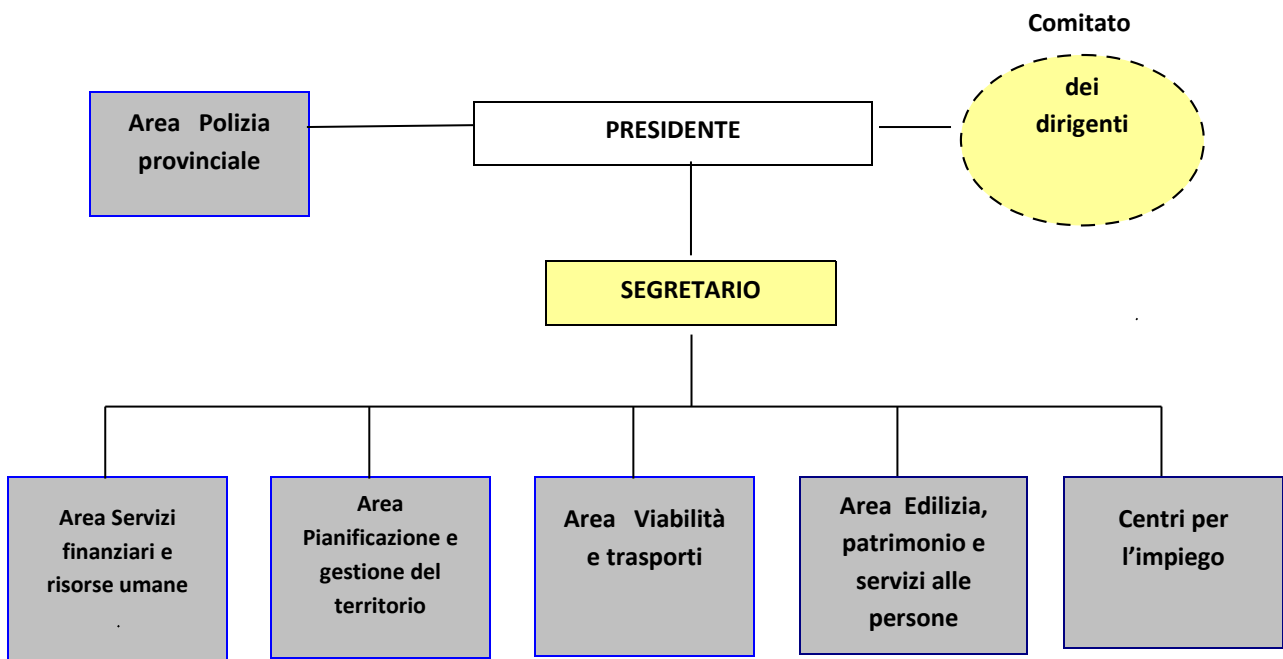 Comitato
dei
dirigenti
Area Polizia
provinciale
PRESIDENTE
SEGRETARIO
.
Area Servizi
finanziari e
risorse umane
.
Area
Pianificazione e
gestione del
territorio
Area Viabilità
e trasporti
Area Edilizia,
patrimonio e
servizi alle
persone
Centri per
l’impiego